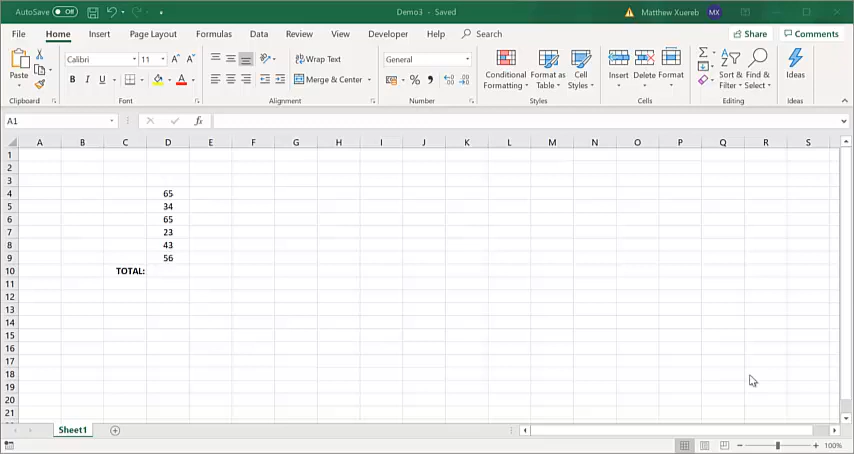 AutoSave Off Demo3 - Saved Matthew Xuereb MX
File Home Insert Page Layout Formulas Data Review View Developer Help Search Share Comments
Paste
Clipboard
Calibri 11 A A
B I U A
Font
ab Wrap Text
Merge & Center
Alignment
General
% ,
Number
Conditional Formatting
Format as Table
Cell Styles
Styles
Insert Delete Format
Cells
Sort & Filter
Find & Select
Editing
Ideas
Ideas
A1 fx
A B C D E F G H I J K L M N O P Q R S
1
2
3
4 65
5 34
6 65
7 23
8 43
9 56
10 TOTAL:
11
12
13
14
15
16
17
18
19
20
21
Sheet1
100%